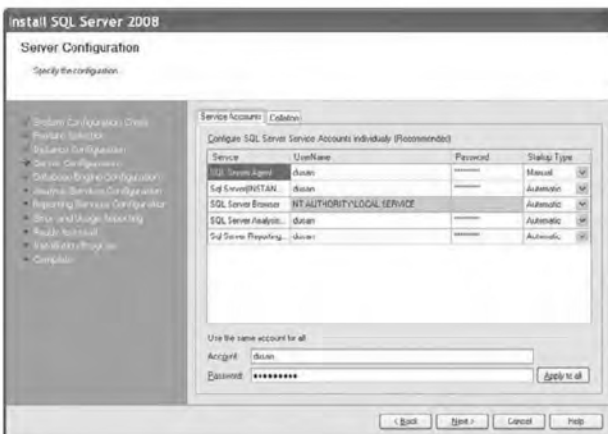 Install SQL Server 2008
Server Configuration
Specify the configuration.
System Configuration Check
Feature Selection
Instance Configuration
Server Configuration
Database Engine Configuration
Analysis Services Configuration
Reporting Services Configuration
Error and Usage Reporting
Ready to Install
Installation Progress
Complete
Service Accounts Collation
Configure SQL Server Service Accounts individually (Recommended)
Service UserName Password Startup Type
SQL Server Agent dusan ******** Manual
Sql Server(INSTAN... dusan ******** Automatic
SQL Server Browser NT AUTHORITY\LOCAL SERVICE Automatic
SQL Server Analysis... dusan ******** Automatic
Sql Server Reporting... dusan ******** Automatic
Use the same account for all
Account: dusan
Password: •••••••••
Apply to all
< Back Next > Cancel Help